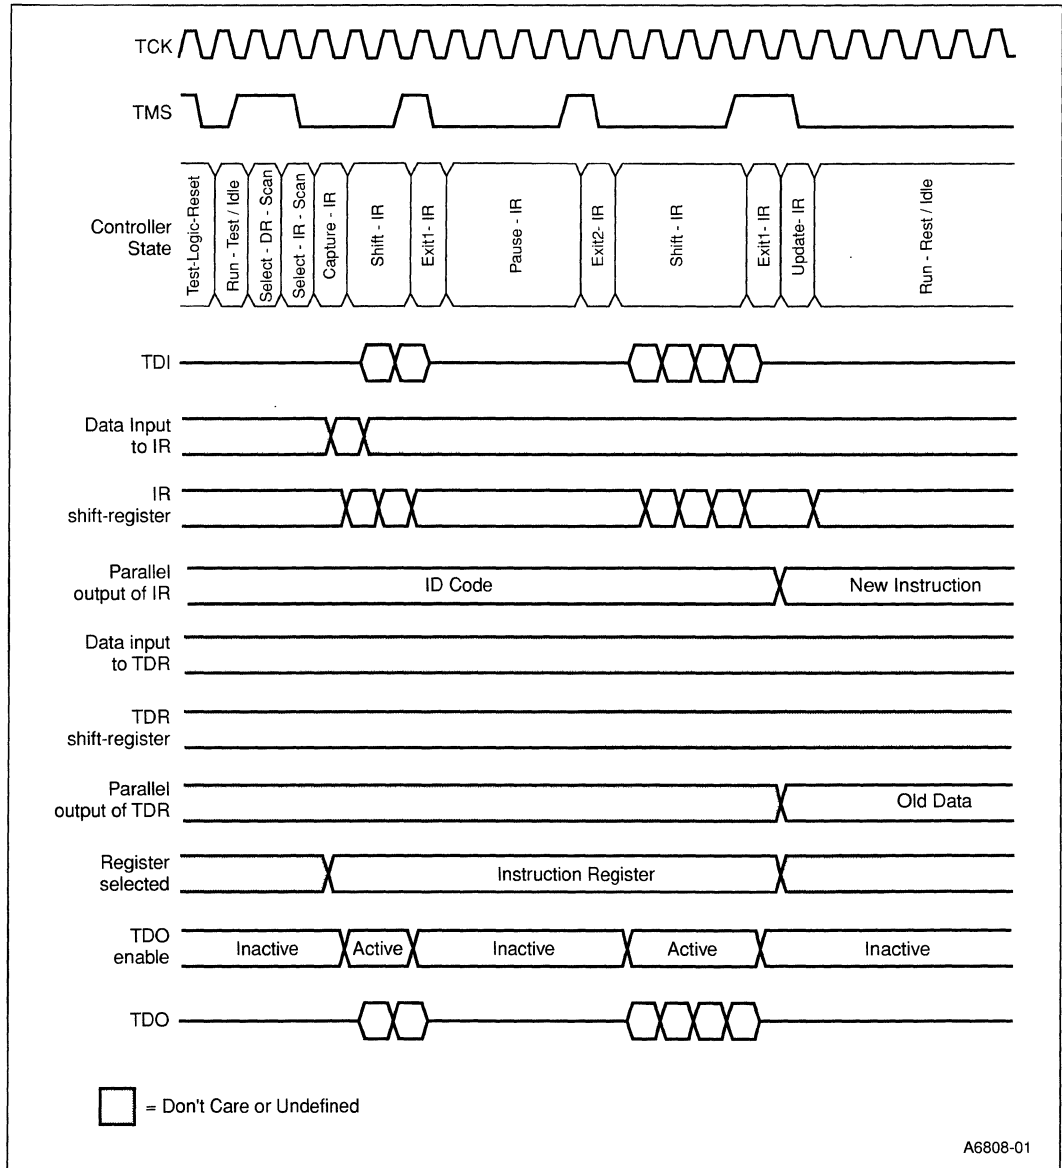 TCK
TMS
Controller
State
Test-Logic-Reset
Run - Test / Idle
Select - DR - Scan
Select - IR - Scan
Capture - IR
Shift - IR
Exit1- IR
Pause - IR
Exit2- IR
Shift - IR
Exit1- IR
Update- IR
Run - Rest / Idle
TDI
Data Input
to IR
IR
shift-register
Parallel
output of IR
ID Code
New Instruction
Data input
to TDR
TDR
shift-register
Parallel
output of TDR
Old Data
Register
selected
Instruction Register
TDO
enable
Inactive
Active
Inactive
Active
Inactive
TDO
= Don't Care or Undefined
A6808-01